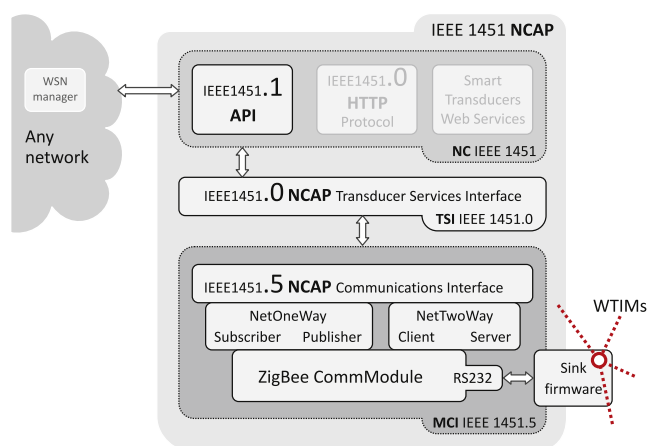 IEEE 1451 NCAP
WSN
manager
Any
network
IEEE1451.1
API
IEEE1451.0
HTTP
Protocol
Smart
Transducers
Web Services
NC IEEE 1451
IEEE1451.0 NCAP Transducer Services Interface
TSI IEEE 1451.0
IEEE1451.5 NCAP Communications Interface
NetOneWay
Subscriber Publisher
NetTwoWay
Client Server
ZigBee CommModule
RS232
MCI IEEE 1451.5
WTIMs
Sink
firmware